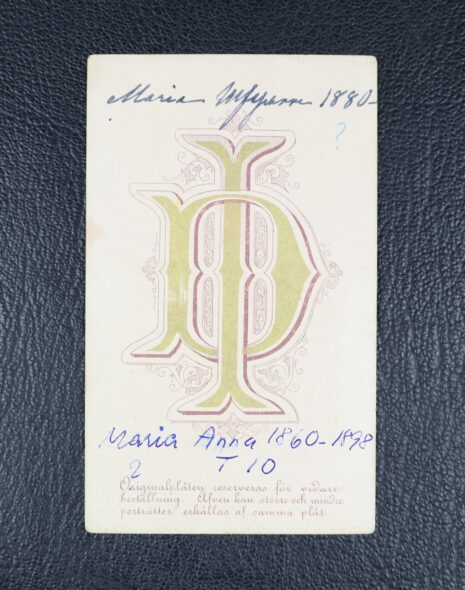 Maria 1880-
?
ID
Maria Anna 1860-1898
? T 10
Originalplåten reserveras för vidare
beställning. Äfven kan större och mindre
porträtter erhållas af samma plåt.